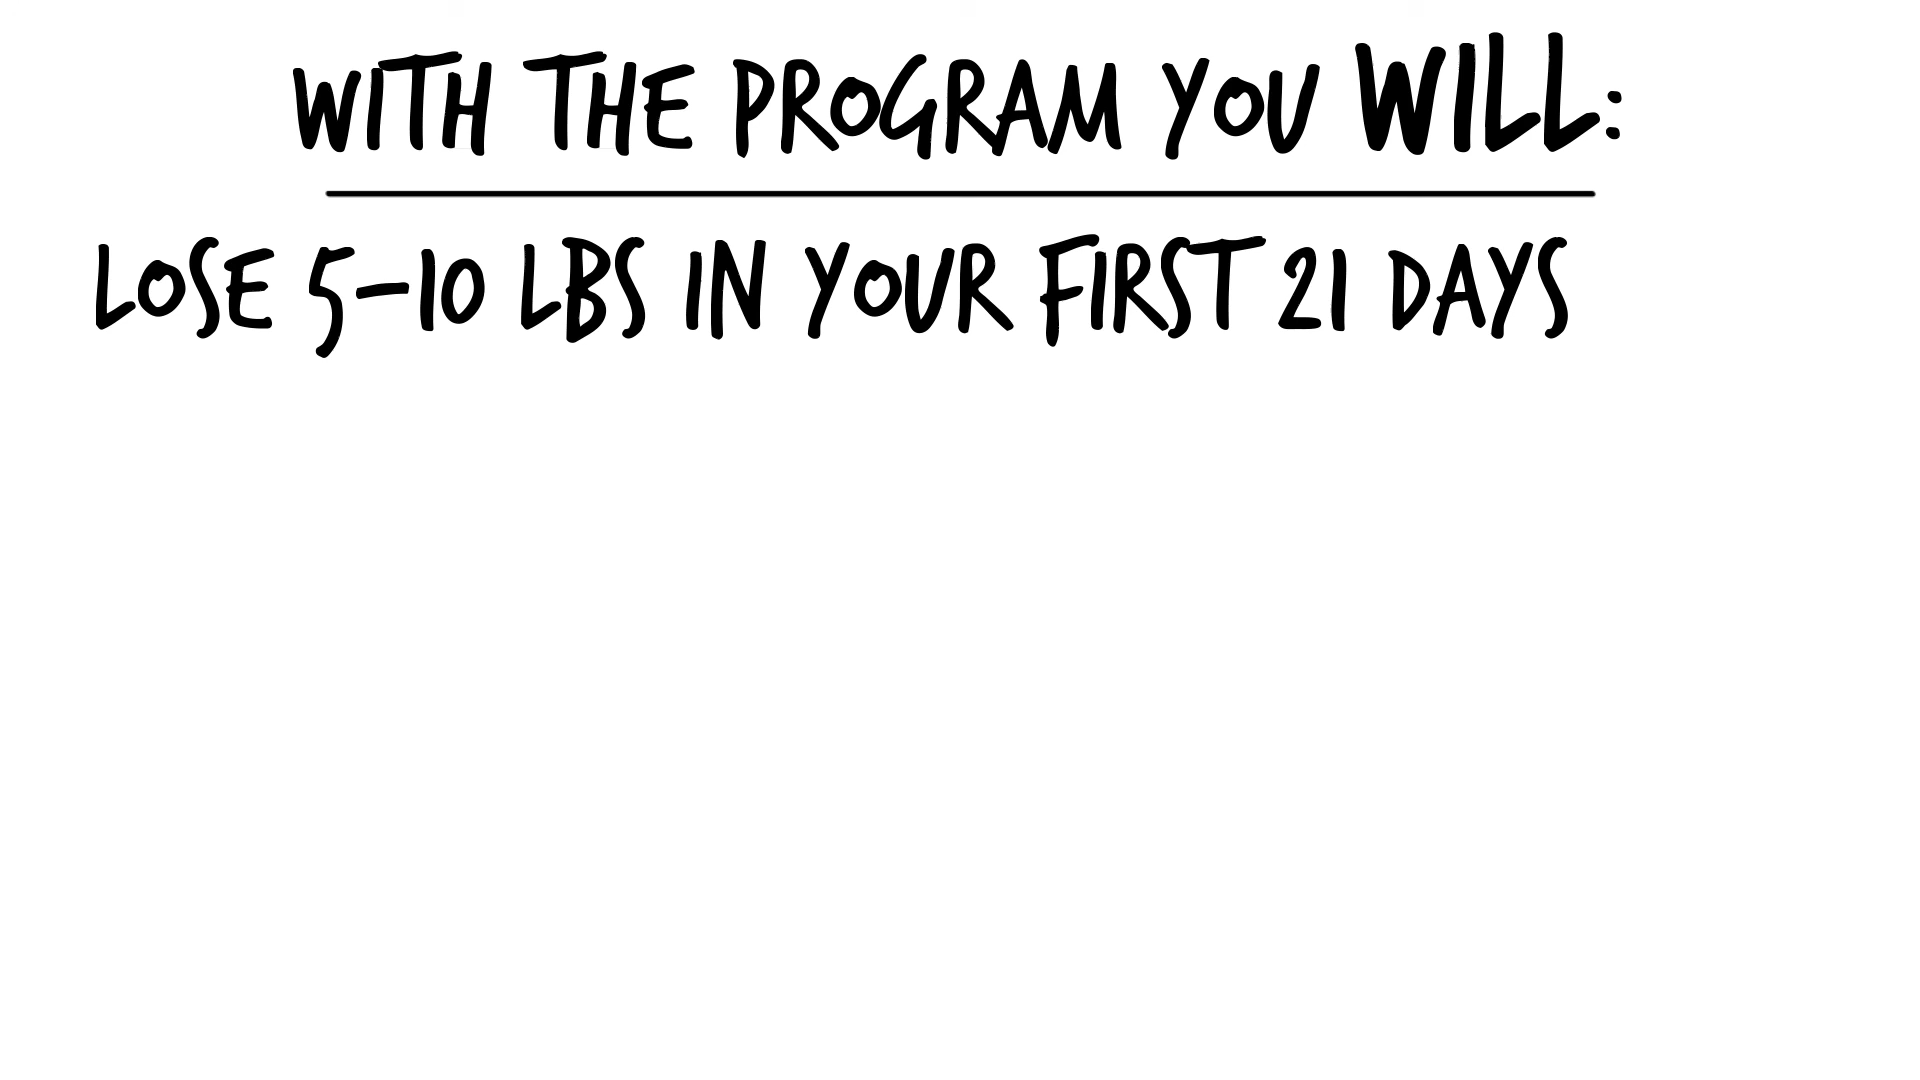 WITH THE PROGRAM YOU WILL:
LOSE 5-10 LBS IN YOUR FIRST 21 DAYS